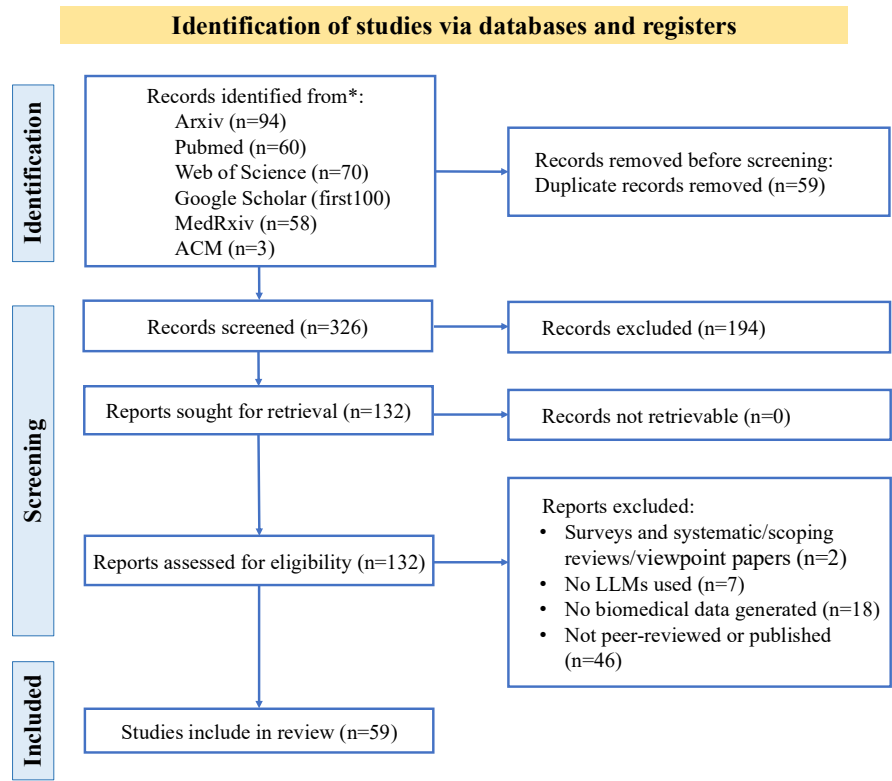 Identification of studies via databases and registers
Identification
Records identified from*:
Arxiv (n=94)
Pubmed (n=60)
Web of Science (n=70)
Google Scholar (first100)
MedRxiv (n=58)
ACM (n=3)
Records removed before screening:
Duplicate records removed (n=59)
Screening
Records screened (n=326)
Records excluded (n=194)
Reports sought for retrieval (n=132)
Records not retrievable (n=0)
Reports assessed for eligibility (n=132)
Reports excluded:
• Surveys and systematic/scoping
reviews/viewpoint papers (n=2)
• No LLMs used (n=7)
• No biomedical data generated (n=18)
• Not peer-reviewed or published
(n=46)
Included
Studies include in review (n=59)